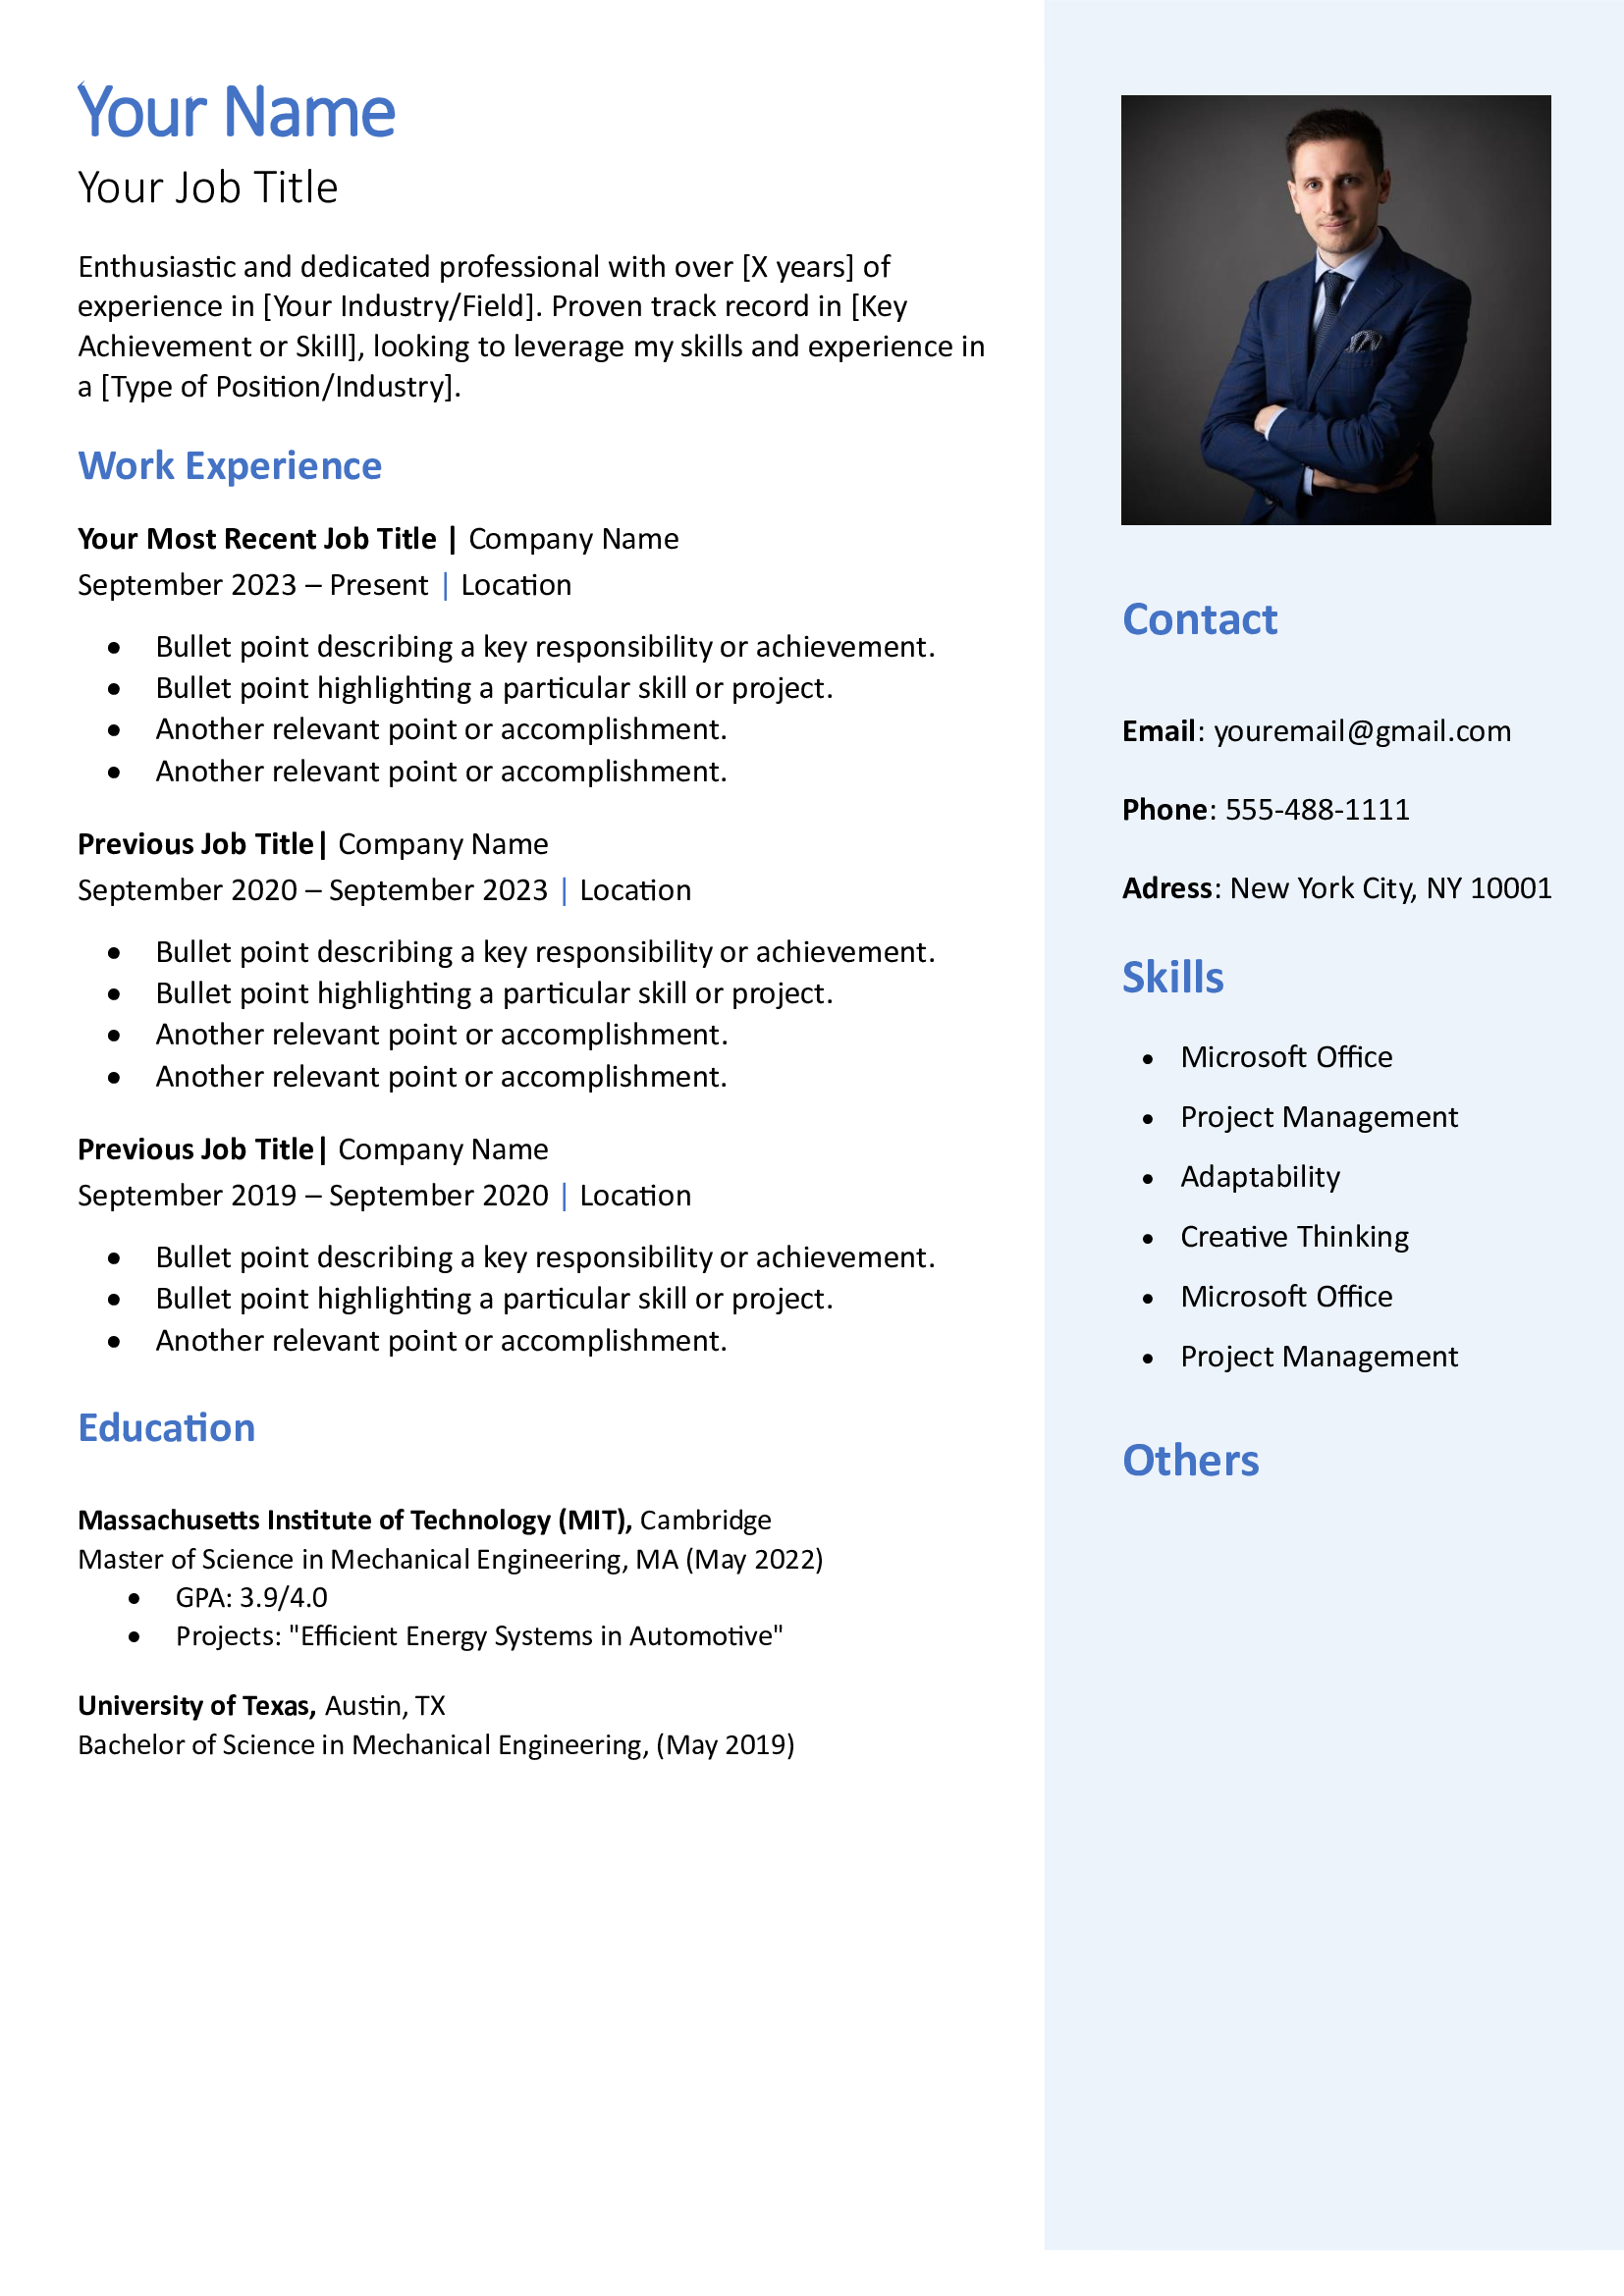 Your Name
Your Job Title
Enthusiastic and dedicated professional with over [X years] of
experience in [Your Industry/Field]. Proven track record in [Key
Achievement or Skill], looking to leverage my skills and experience in
a [Type of Position/Industry].
Work Experience
Your Most Recent Job Title | Company Name
September 2023 – Present | Location
• Bullet point describing a key responsibility or achievement.
• Bullet point highlighting a particular skill or project.
• Another relevant point or accomplishment.
• Another relevant point or accomplishment.
Previous Job Title| Company Name
September 2020 – September 2023 | Location
• Bullet point describing a key responsibility or achievement.
• Bullet point highlighting a particular skill or project.
• Another relevant point or accomplishment.
• Another relevant point or accomplishment.
Previous Job Title| Company Name
September 2019 – September 2020 | Location
• Bullet point describing a key responsibility or achievement.
• Bullet point highlighting a particular skill or project.
• Another relevant point or accomplishment.
Education
Massachusetts Institute of Technology (MIT), Cambridge
Master of Science in Mechanical Engineering, MA (May 2022)
• GPA: 3.9/4.0
• Projects: "Efficient Energy Systems in Automotive"
University of Texas, Austin, TX
Bachelor of Science in Mechanical Engineering, (May 2019)
Contact
Email: youremail@gmail.com
Phone: 555-488-1111
Adress: New York City, NY 10001
Skills
• Microsoft Office
• Project Management
• Adaptability
• Creative Thinking
• Microsoft Office
• Project Management
Others